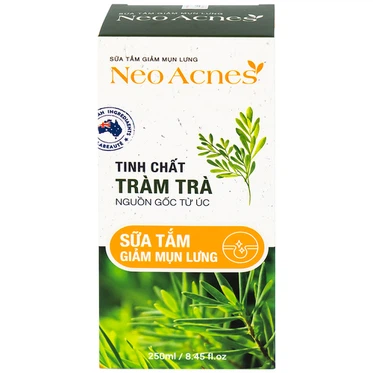 SỮA TẮM GIẢM MỤN LƯNG
Neo Acnes
INGREDIENTS
TINH CHẤT
TRÀM TRÀ
NGUỒN GỐC TỪ ÚC
SỮA TẮM
GIẢM MỤN LƯNG
250ml / 8.45 fl.oz